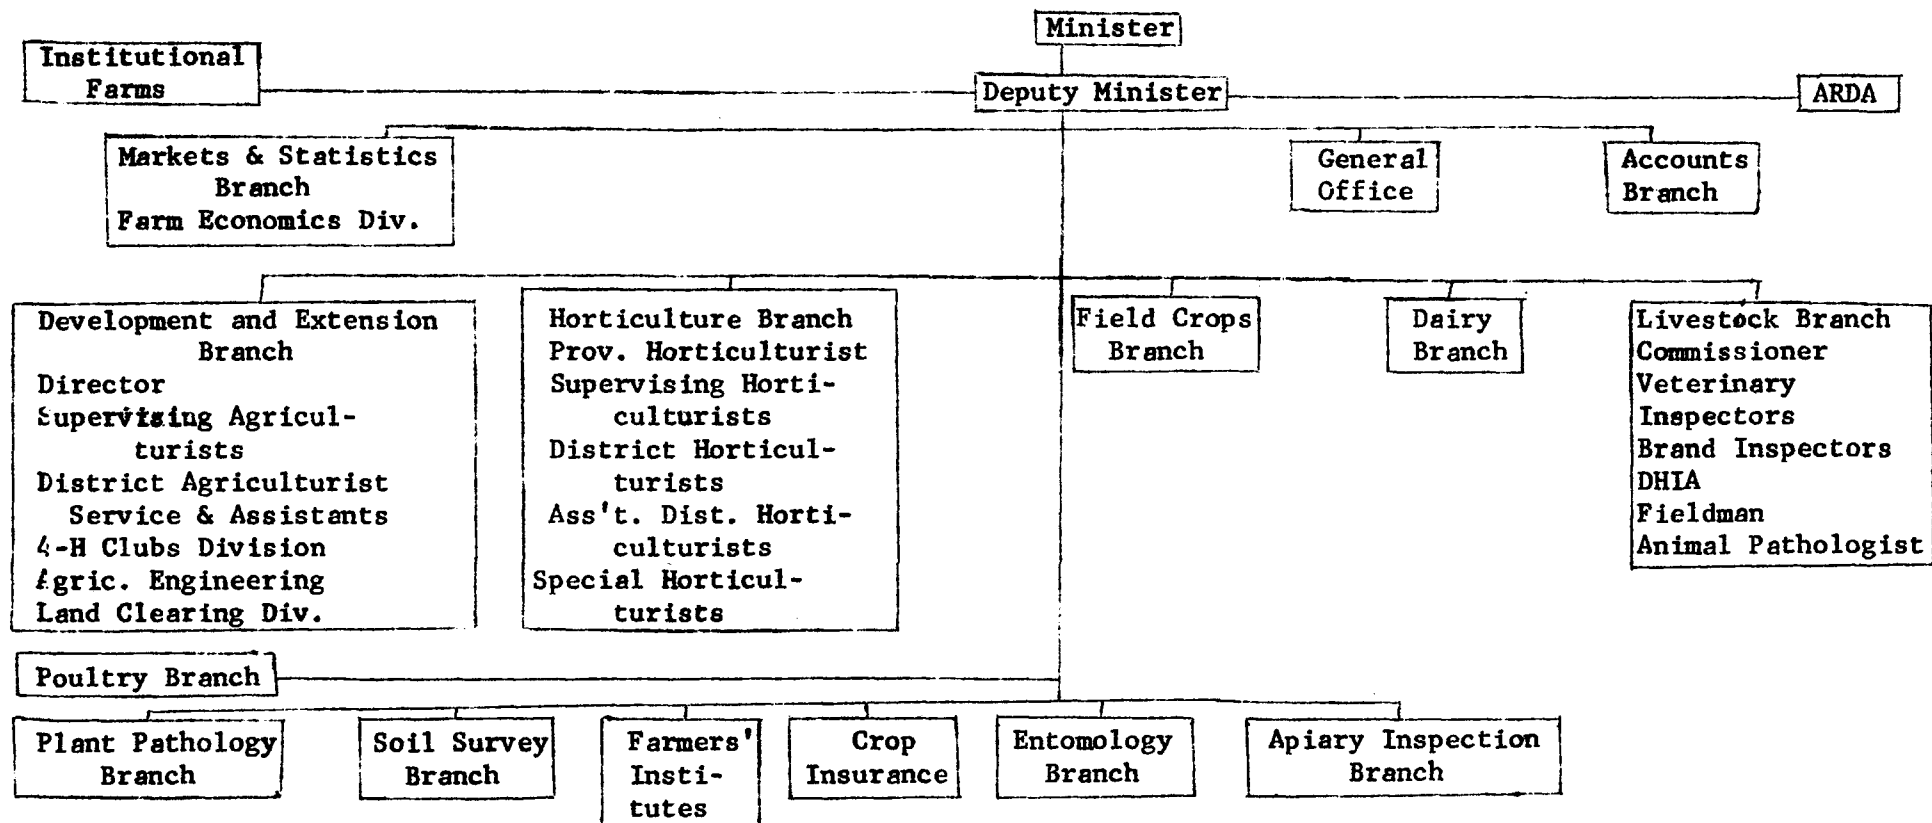 Minister
Institutional
Farms
Deputy Minister
ARDA
Markets & Statistics
Branch
Farm Economics Div.
General
Office
Accounts
Branch
Development and Extension
Branch
Director
Supervising Agricul-
turists
District Agriculturist
Service & Assistants
4-H Clubs Division
Agric. Engineering
Land Clearing Div.
Horticulture Branch
Prov. Horticulturist
Supervising Horti-
culturists
District Horticul-
turists
Ass't. Dist. Horti-
culturists
Special Horticul-
turists
Field Crops
Branch
Dairy
Branch
Livestock Branch
Commissioner
Veterinary
Inspectors
Brand Inspectors
DHIA
Fieldman
Animal Pathologist
Poultry Branch
Plant Pathology
Branch
Soil Survey
Branch
Farmers'
Insti-
tutes
Crop
Insurance
Entomology
Branch
Apiary Inspection
Branch